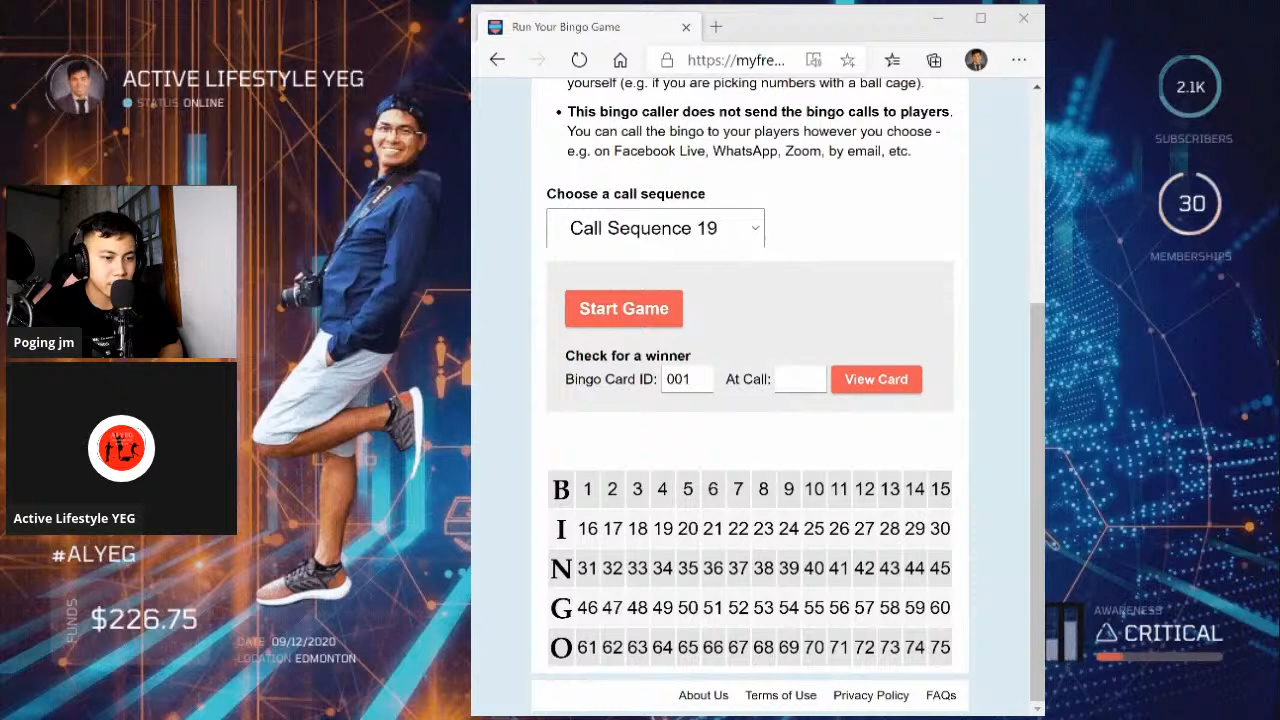 ACTIVE LIFESTYLE YEG
STATUS ONLINE
Poging jm
ALYEG
Active Lifestyle YEG
#ALYEG
FUNDS
$226.75
DATE 09/12/2020
LOCATION EDMONTON
Run Your Bingo Game
https://myfre...
yourself (e.g. if you are picking numbers with a ball cage).
• This bingo caller does not send the bingo calls to players.
You can call the bingo to your players however you choose -
e.g. on Facebook Live, WhatsApp, Zoom, by email, etc.
Choose a call sequence
Call Sequence 19
Start Game
Check for a winner
Bingo Card ID: 001 At Call: View Card
B 1 2 3 4 5 6 7 8 9 10 11 12 13 14 15
I 16 17 18 19 20 21 22 23 24 25 26 27 28 29 30
N 31 32 33 34 35 36 37 38 39 40 41 42 43 44 45
G 46 47 48 49 50 51 52 53 54 55 56 57 58 59 60
O 61 62 63 64 65 66 67 68 69 70 71 72 73 74 75
About Us Terms of Use Privacy Policy FAQs
2.1K
SUBSCRIBERS
30
MEMBERSHIPS
AWARENESS
CRITICAL